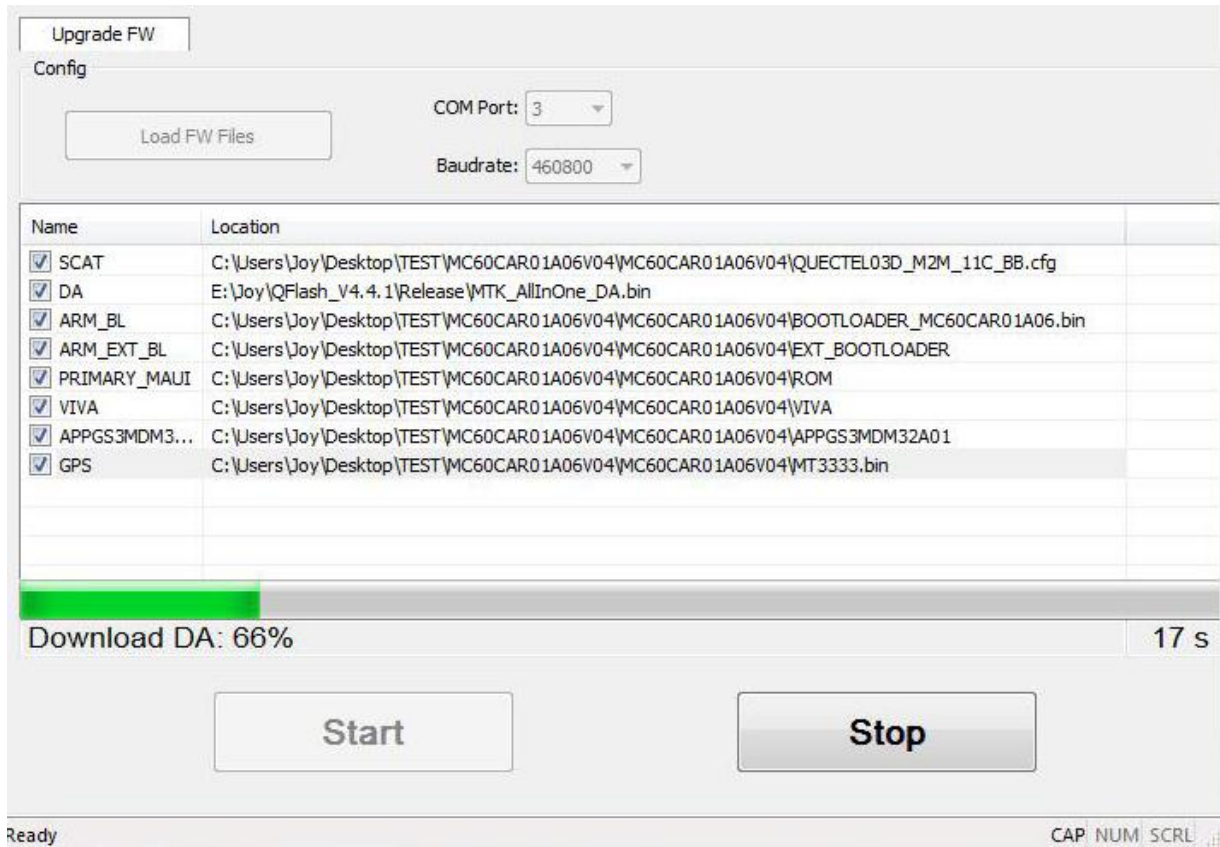 Upgrade FW
Config
Load FW Files
COM Port: 3
Baudrate: 460800
Name Location
SCAT C:\Users\Joy\Desktop\TEST\MC60CAR01A06V04\MC60CAR01A06V04\QUECTEL03D_M2M_11C_BB.cfg
DA E:\Joy\QFlash_V4.4.1\Release\MTK_AllInOne_DA.bin
ARM_BL C:\Users\Joy\Desktop\TEST\MC60CAR01A06V04\MC60CAR01A06V04\BOOTLOADER_MC60CAR01A06.bin
ARM_EXT_BL C:\Users\Joy\Desktop\TEST\MC60CAR01A06V04\MC60CAR01A06V04\EXT_BOOTLOADER
PRIMARY_MAUI C:\Users\Joy\Desktop\TEST\MC60CAR01A06V04\MC60CAR01A06V04\ROM
VIVA C:\Users\Joy\Desktop\TEST\MC60CAR01A06V04\MC60CAR01A06V04\VIVA
APPGS3MDM3... C:\Users\Joy\Desktop\TEST\MC60CAR01A06V04\MC60CAR01A06V04\APPGS3MDM32A01
GPS C:\Users\Joy\Desktop\TEST\MC60CAR01A06V04\MC60CAR01A06V04\MT3333.bin
Download DA: 66% 17 s
Start Stop
Ready CAP NUM SCRL